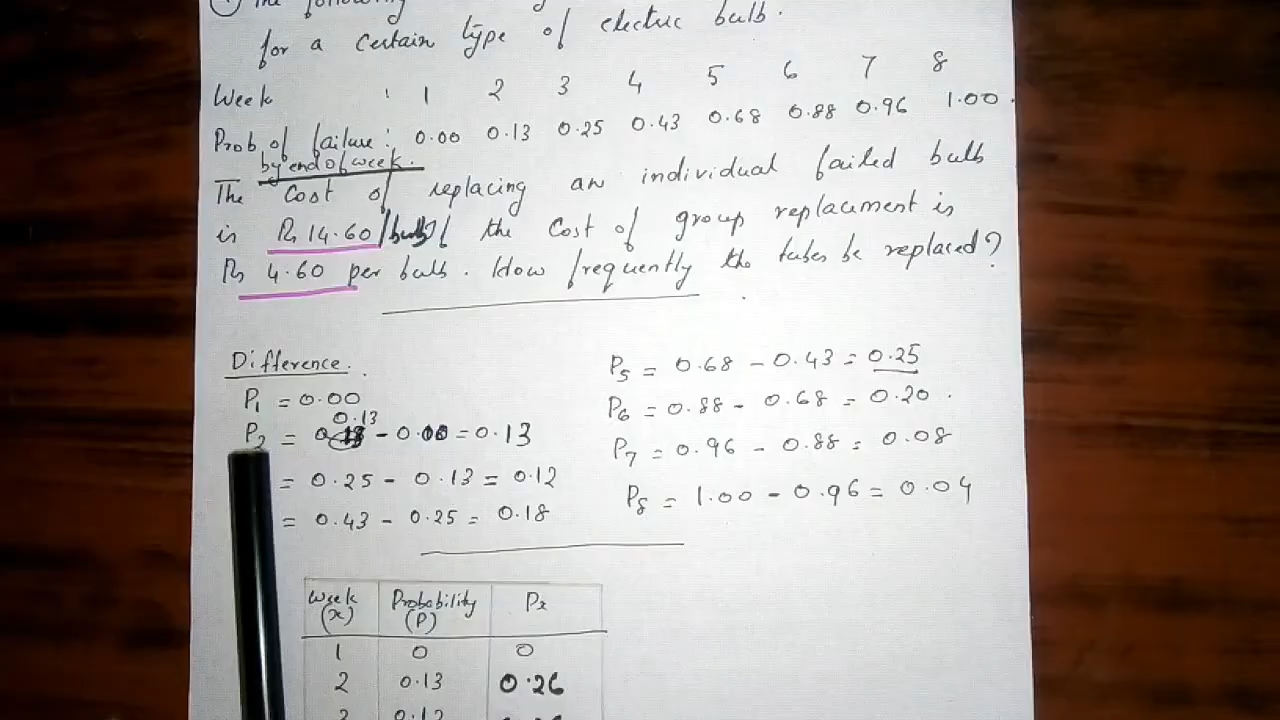 for a certain type of electric bulb.
Week : 1 2 3 4 5 6 7 8
Prob of failure : 0.00 0.13 0.25 0.43 0.68 0.88 0.96 1.00.
by end of week.
The cost of replacing an individual failed bulb
is Rs 14.60/bulb the cost of group replacement is
Rs 4.60 per bulb. How frequently the tubes be replaced?
Difference.
P1 = 0.00
0.13
P2 = - 0.00 = 0.13
= 0.25 - 0.13 = 0.12
= 0.43 - 0.25 = 0.18
P5 = 0.68 - 0.43 = 0.25
P6 = 0.88 - 0.68 = 0.20
P7 = 0.96 - 0.88 = 0.08
P8 = 1.00 - 0.96 = 0.04
Week (x) Probability (P) Px
1 0 0
2 0.13 0.26